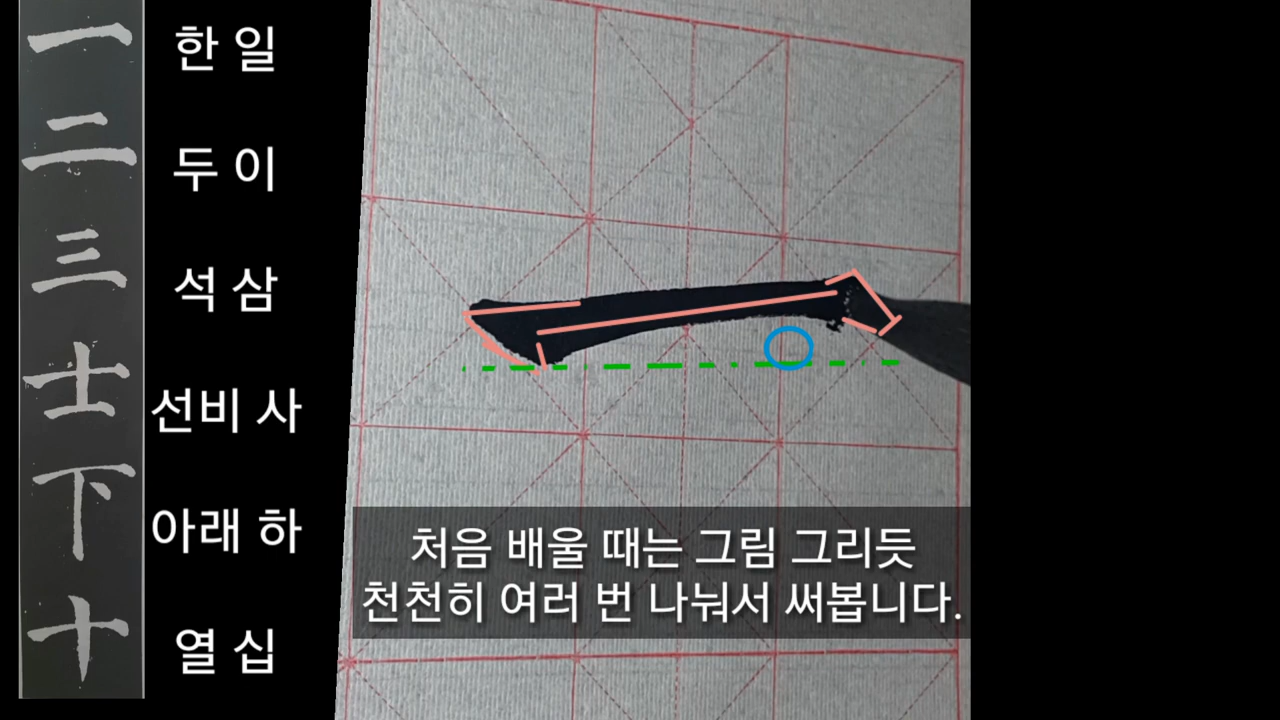 一 한 일
二 두 이
三 석 삼
士 선비 사
下 아래 하
十 열 십
처음 배울 때는 그림 그리듯
천천히 여러 번 나눠서 써봅니다.